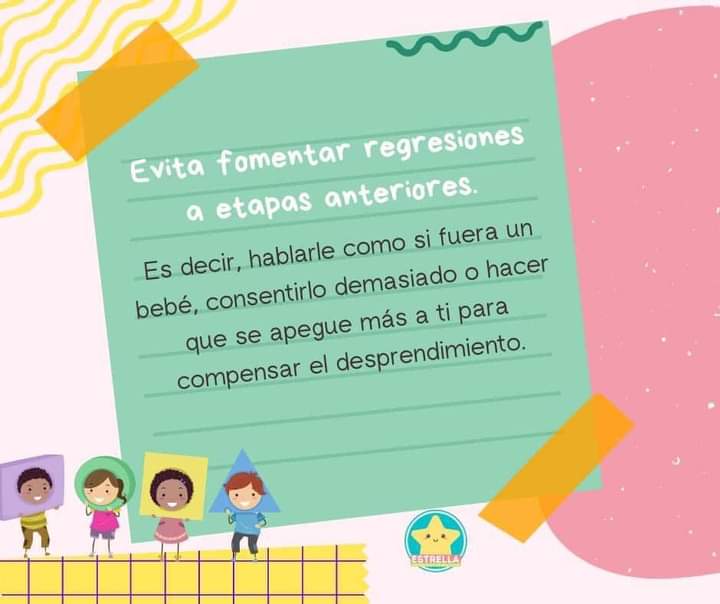 Evita fomentar regresiones
a etapas anteriores.
Es decir, hablarle como si fuera un
bebé, consentirlo demasiado o hacer
que se apegue más a ti para
compensar el desprendimiento.
ESTRELLA